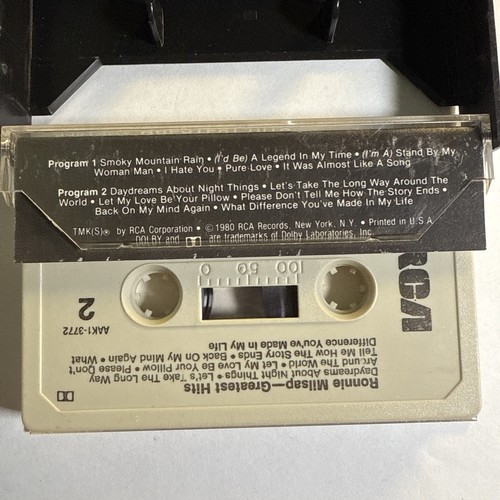 Program 1 Smoky Mountain Rain • (I'd Be) A Legend In My Time • (I'm A) Stand By My
Woman Man • I Hate You • Pure Love • It Was Almost Like A Song
Program 2 Daydreams About Night Things • Let's Take The Long Way Around The
World • Let My Love Be Your Pillow • Please Don't Tell Me How The Story Ends •
Back On My Mind Again • What Difference You've Made In My Life
TMK(S)® by RCA Corporation • © 1980 RCA Records, New York, N.Y. • Printed in U.S.A.
DOLBY and are trademarks of Dolby Laboratories, Inc.
RCA
Ronnie Milsap—Greatest Hits
Daydreams About Night Things • Let's Take The Long Way
Around The World • Let My Love Be Your Pillow • Please Don't
Tell Me How The Story Ends • Back On My Mind Again • What
Difference You've Made In My Life
0 50 100
2
AAK1-3772